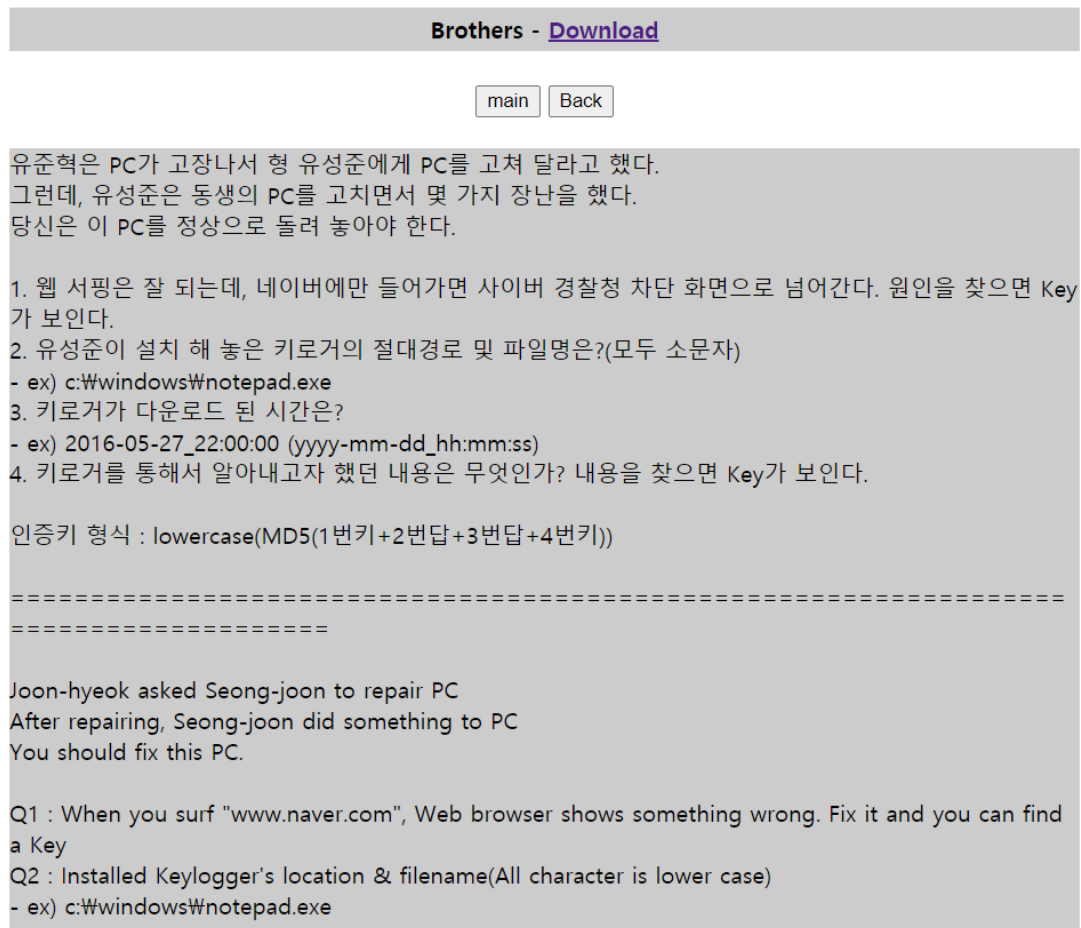 Brothers - Download
main Back
유준혁은 PC가 고장나서 형 유성준에게 PC를 고쳐 달라고 했다.
그런데, 유성준은 동생의 PC를 고치면서 몇 가지 장난을 했다.
당신은 이 PC를 정상으로 돌려 놓아야 한다.
1. 웹 서핑은 잘 되는데, 네이버에만 들어가면 사이버 경찰청 차단 화면으로 넘어간다. 원인을 찾으면 Key
가 보인다.
2. 유성준이 설치 해 놓은 키로거의 절대경로 및 파일명은?(모두 소문자)
- ex) c:₩windows₩notepad.exe
3. 키로거가 다운로드 된 시간은?
- ex) 2016-05-27_22:00:00 (yyyy-mm-dd_hh:mm:ss)
4. 키로거를 통해서 알아내고자 했던 내용은 무엇인가? 내용을 찾으면 Key가 보인다.
인증키 형식 : lowercase(MD5(1번키+2번답+3번답+4번키))
==================================================================
====================
Joon-hyeok asked Seong-joon to repair PC
After repairing, Seong-joon did something to PC
You should fix this PC.
Q1 : When you surf "www.naver.com", Web browser shows something wrong. Fix it and you can find
a Key
Q2 : Installed Keylogger's location & filename(All character is lower case)
- ex) c:₩windows₩notepad.exe